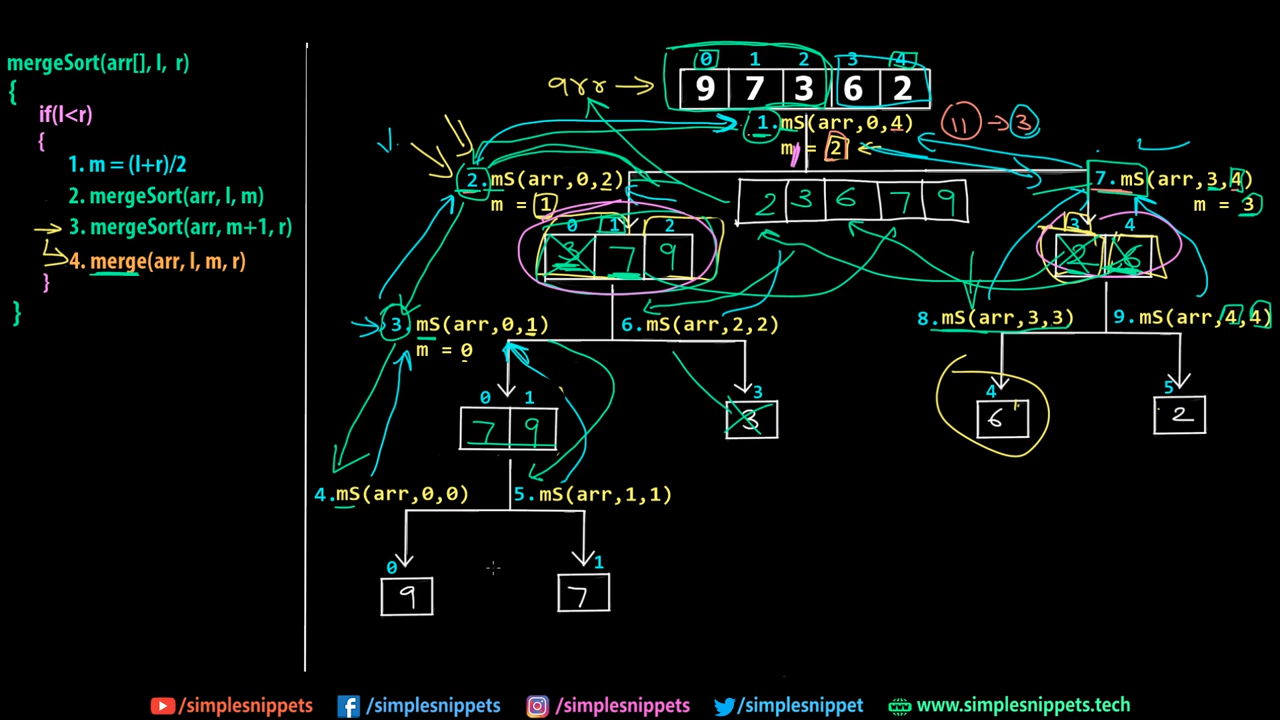 mergeSort(arr[], l, r)
{
if(l<r)
{
1. m = (l+r)/2
2. mergeSort(arr, l, m)
3. mergeSort(arr, m+1, r)
4. merge(arr, l, m, r)
}
}
0 1 2 3 4
arr → 9 7 3 6 2
1. mS(arr,0,4) 11 → 3
m = 2
2. mS(arr,0,2)
m = 1
7. mS(arr,3,4)
m = 3
2 3 6 7 9
0 1 2
3 7 9
3 4
2 6
3. mS(arr,0,1)
m = 0
6. mS(arr,2,2)
8. mS(arr,3,3)
9. mS(arr,4,4)
0 1
7 9
3
3
4
6
5
2
4. mS(arr,0,0)
5. mS(arr,1,1)
0
9
1
7
/simplesnippets /simplesnippets /simplesnippets /simplesnippet www.simplesnippets.tech